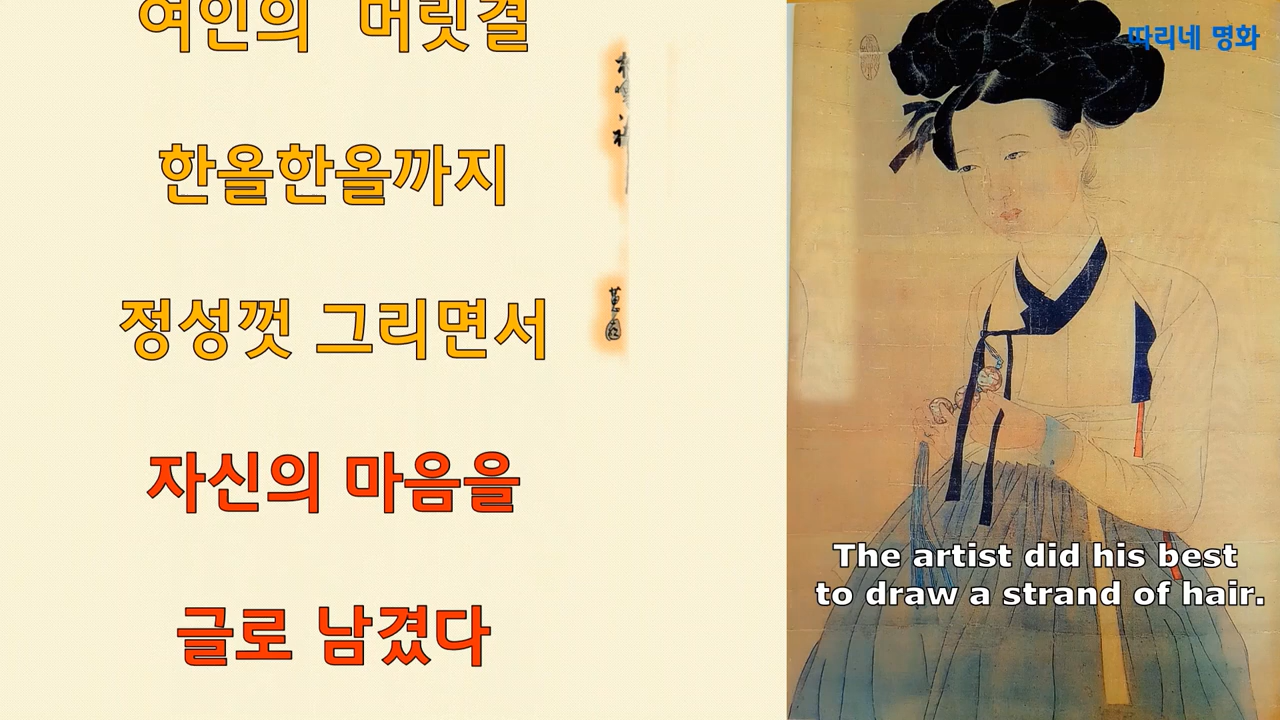 여인의 머릿결
한올한올까지
정성껏 그리면서
자신의 마음을
글로 남겼다
따리네 명화
The artist did his best
to draw a strand of hair.